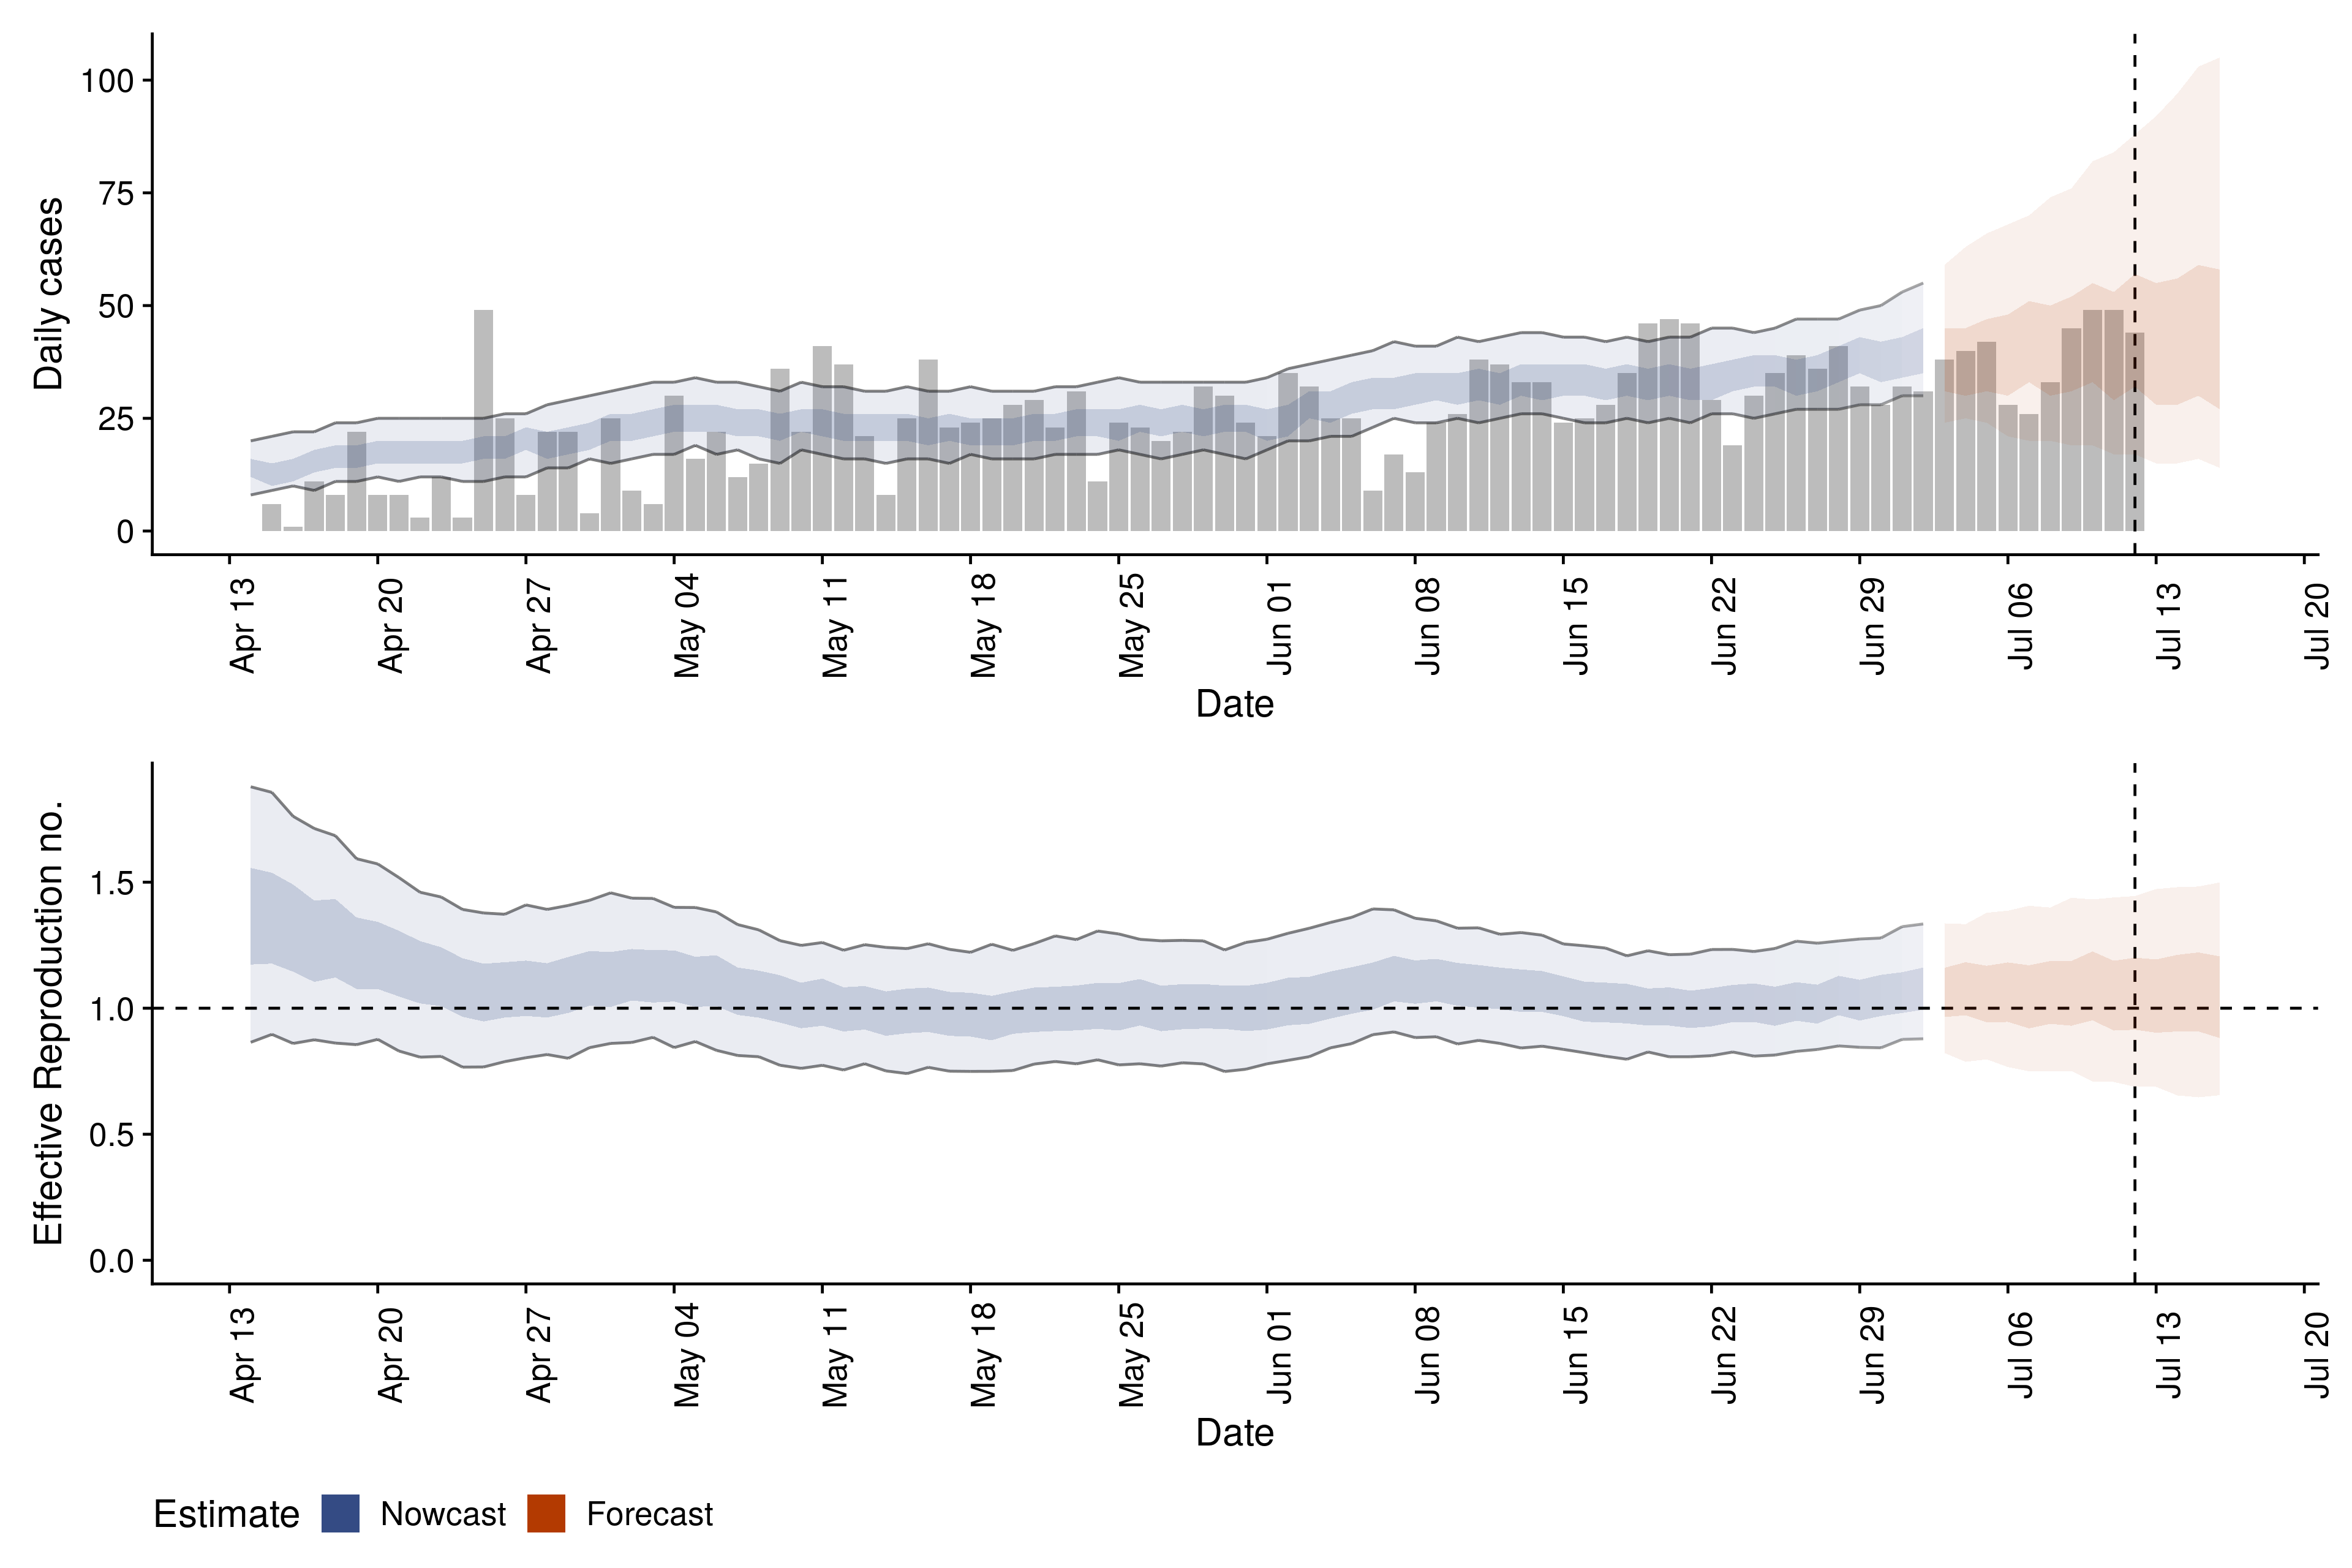 Daily cases
100
75
50
25
0
Apr 13
Apr 20
Apr 27
May 04
May 11
May 18
May 25
Jun 01
Jun 08
Jun 15
Jun 22
Jun 29
Jul 06
Jul 13
Jul 20
Date
Effective Reproduction no.
1.5
1.0
0.5
0.0
Apr 13
Apr 20
Apr 27
May 04
May 11
May 18
May 25
Jun 01
Jun 08
Jun 15
Jun 22
Jun 29
Jul 06
Jul 13
Jul 20
Date
Estimate Nowcast Forecast